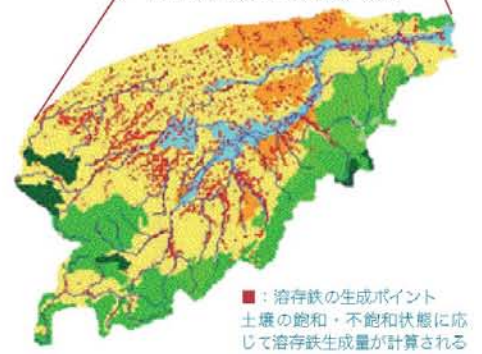 ■：溶存鉄の生成ポイント
土壌の飽和・不飽和状態に応
じて溶存鉄生成量が計算される